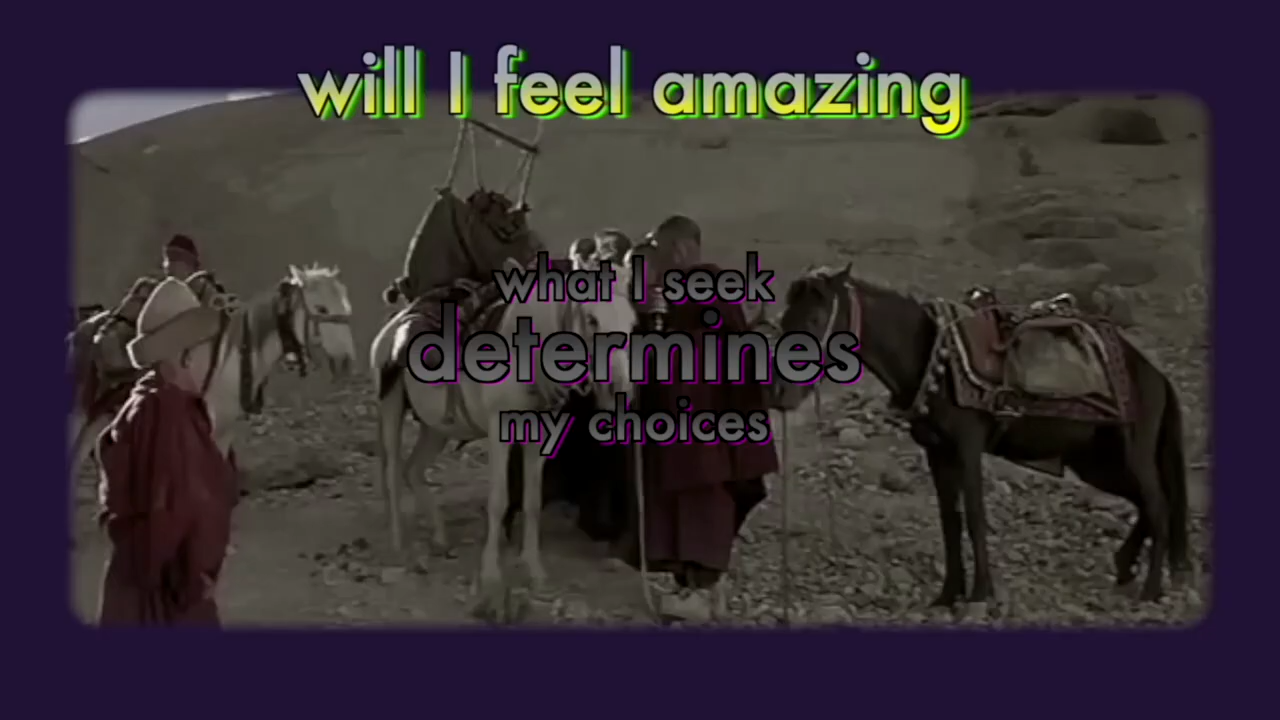 will I feel amazing
what I seek
determines
my choices